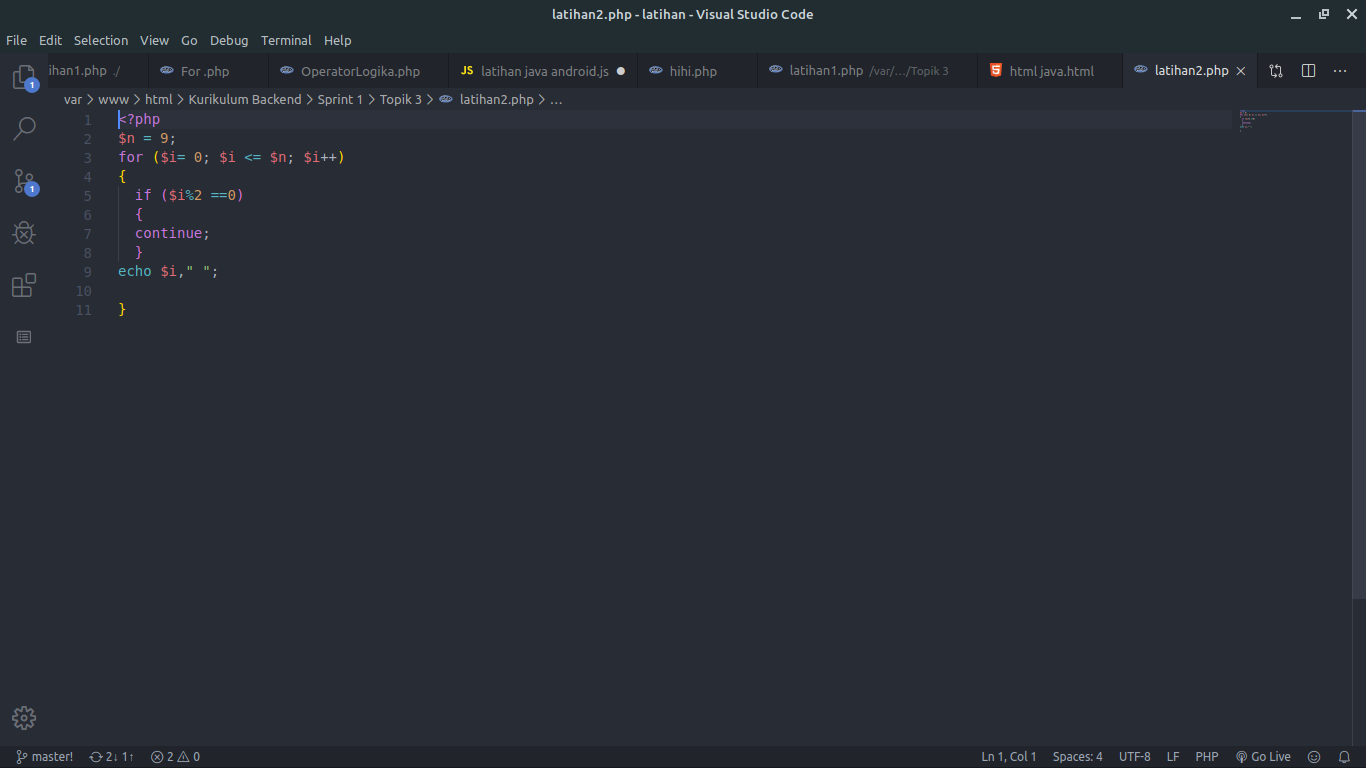 latihan2.php - latihan - Visual Studio Code
File Edit Selection View Go Debug Terminal Help
ihan1.php ./ For .php OperatorLogika.php JS latihan java android.js hihi.php latihan1.php /var/.../Topik 3 html java.html latihan2.php
var > www > html > Kurikulum Backend > Sprint 1 > Topik 3 > latihan2.php > ...
1 <?php
2 $n = 9;
3 for ($i= 0; $i <= $n; $i++)
4 {
5   if ($i%2 ==0)
6   {
7   continue;
8   }
9 echo $i," ";
10
11 }
1
1
master! 2↓ 1↑ 2 0 Ln 1, Col 1 Spaces: 4 UTF-8 LF PHP Go Live